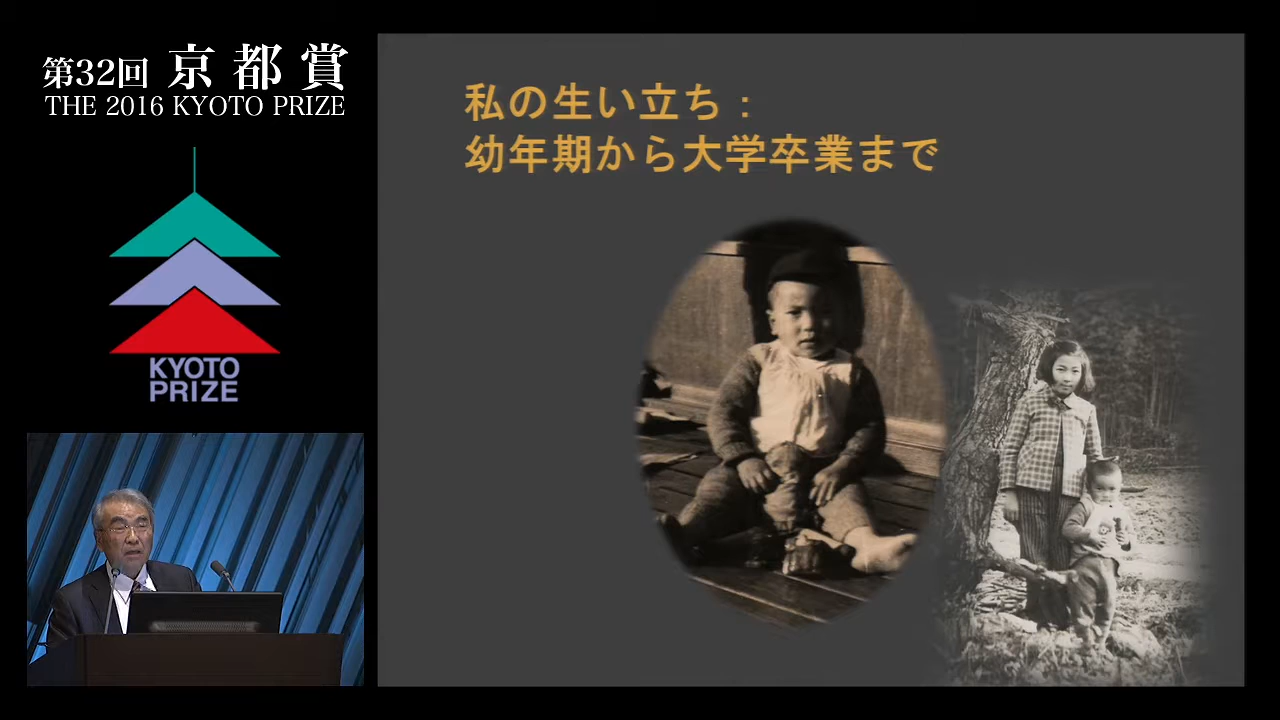 第32回 京都賞
THE 2016 KYOTO PRIZE
KYOTO
PRIZE
私の生い立ち：
幼年期から大学卒業まで